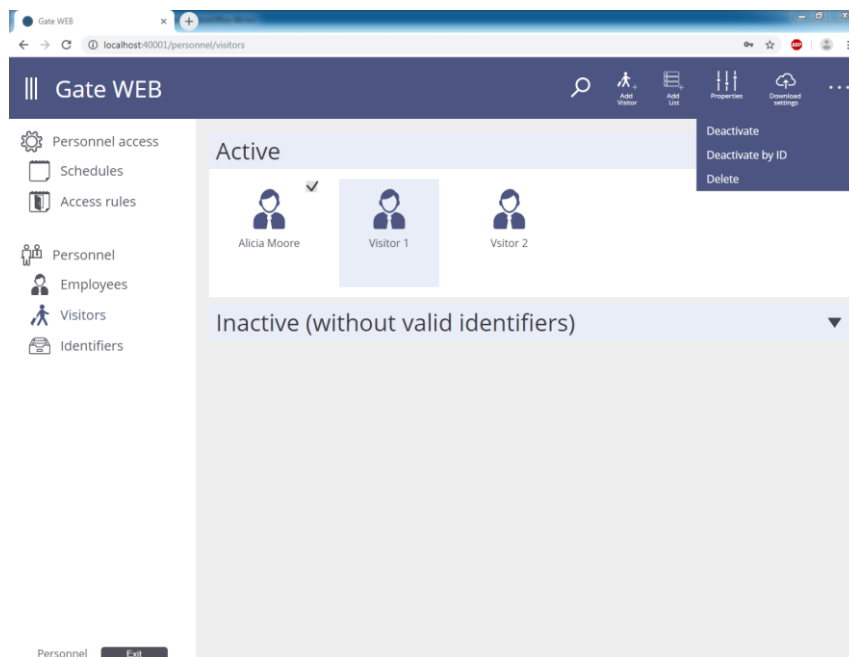 Gate WEB
localhost:40001/personnel/visitors
ABP
Gate WEB
Add
Visitor
Add
List
Properties
Download
settings
Deactivate
Deactivate by ID
Delete
Personnel access
Schedules
Access rules
Personnel
Employees
Visitors
Identifiers
Active
Alicia Moore
Visitor 1
Vsitor 2
Inactive (without valid identifiers)
Personnel
Exit